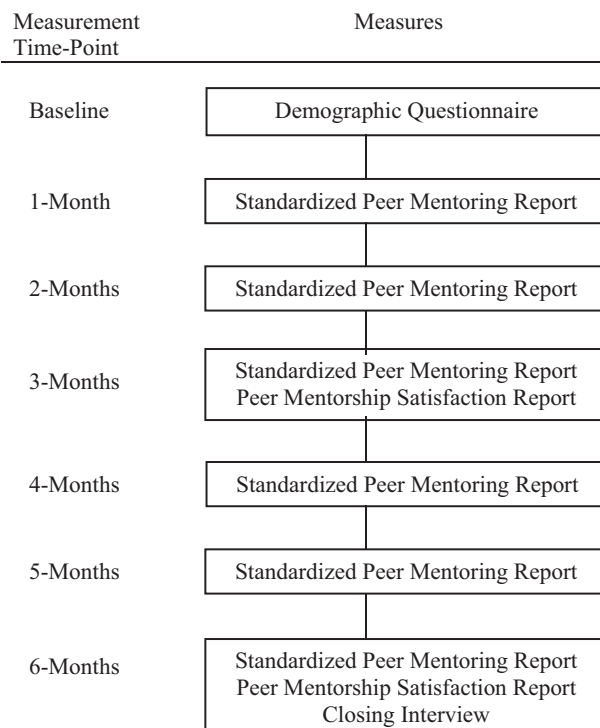 Measurement Time-Point
Measures
Baseline
Demographic Questionnaire
1-Month
Standardized Peer Mentoring Report
2-Months
Standardized Peer Mentoring Report
3-Months
Standardized Peer Mentoring Report
Peer Mentorship Satisfaction Report
4-Months
Standardized Peer Mentoring Report
5-Months
Standardized Peer Mentoring Report
6-Months
Standardized Peer Mentoring Report
Peer Mentorship Satisfaction Report
Closing Interview